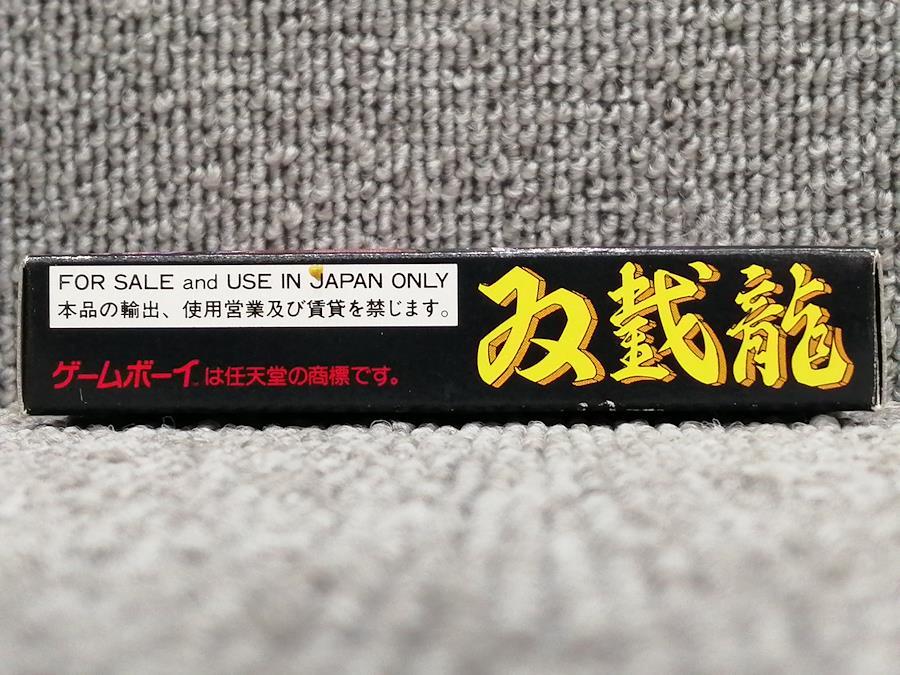 FOR SALE and USE IN JAPAN ONLY
本品の輸出、使用営業及び賃貸を禁じます。
ゲームボーイ™は任天堂の商標です。
双截龍